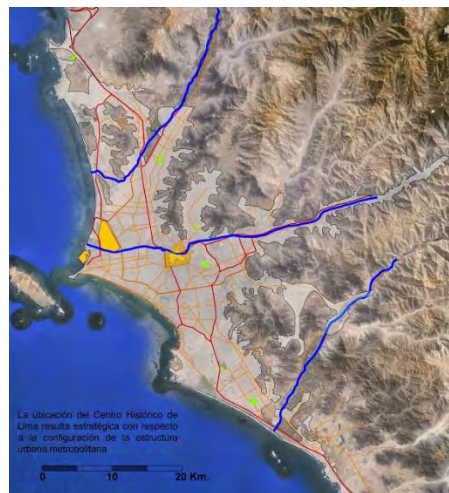 La ubicación del Centro Histórico de
Lima resulta estratégica con respecto
a la configuración de la estructura
urbana metropolitana.
0 10 20 Km.